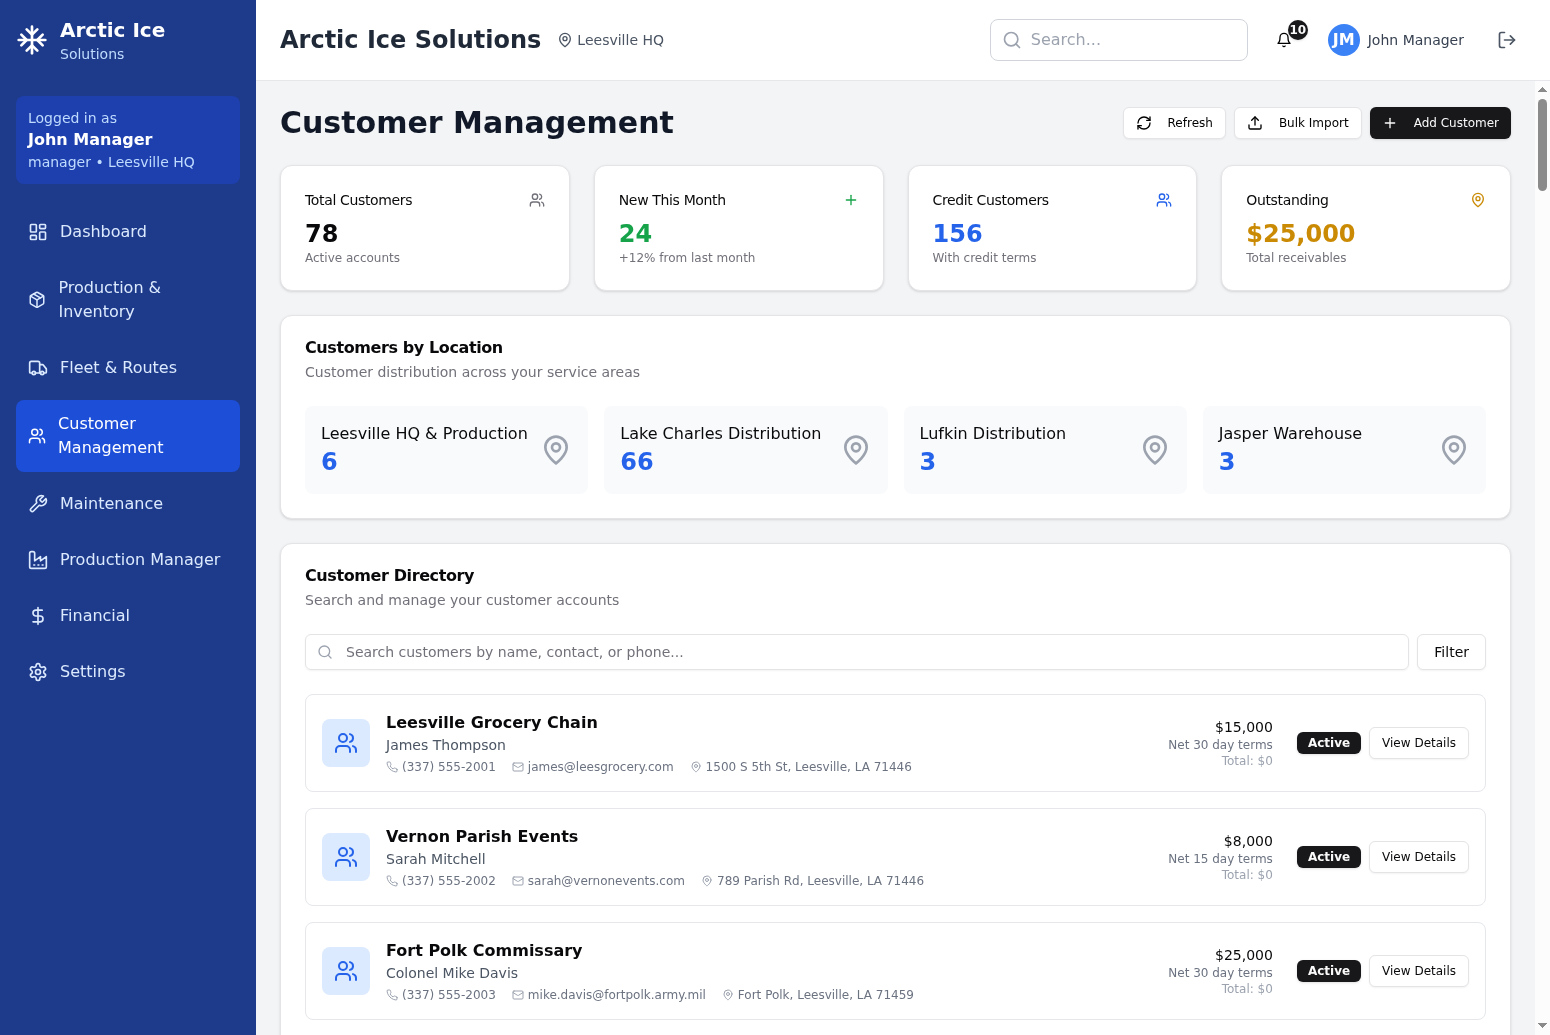 Arctic Ice
Solutions
Logged in as
John Manager
manager • Leesville HQ
Dashboard
Production &
Inventory
Fleet & Routes
Customer
Management
Maintenance
Production Manager
Financial
Settings
Arctic Ice Solutions
Leesville HQ
Search...
10
JM
John Manager
Customer Management
Refresh
Bulk Import
Add Customer
Total Customers
78
Active accounts
New This Month
24
+12% from last month
Credit Customers
156
With credit terms
Outstanding
$25,000
Total receivables
Customers by Location
Customer distribution across your service areas
Leesville HQ & Production
6
Lake Charles Distribution
66
Lufkin Distribution
3
Jasper Warehouse
3
Customer Directory
Search and manage your customer accounts
Search customers by name, contact, or phone...
Filter
Leesville Grocery Chain
James Thompson
(337) 555-2001 james@leesgrocery.com 1500 S 5th St, Leesville, LA 71446
$15,000
Net 30 day terms
Total: $0
Active
View Details
Vernon Parish Events
Sarah Mitchell
(337) 555-2002 sarah@vernonevents.com 789 Parish Rd, Leesville, LA 71446
$8,000
Net 15 day terms
Total: $0
Active
View Details
Fort Polk Commissary
Colonel Mike Davis
(337) 555-2003 mike.davis@fortpolk.army.mil Fort Polk, Leesville, LA 71459
$25,000
Net 30 day terms
Total: $0
Active
View Details